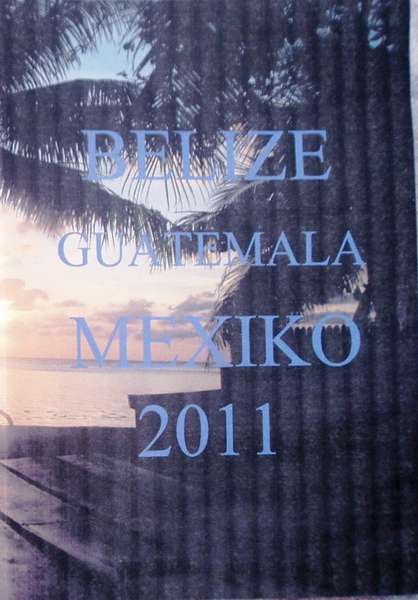 BELIZE
GUATEMALA
MEXIKO
2011